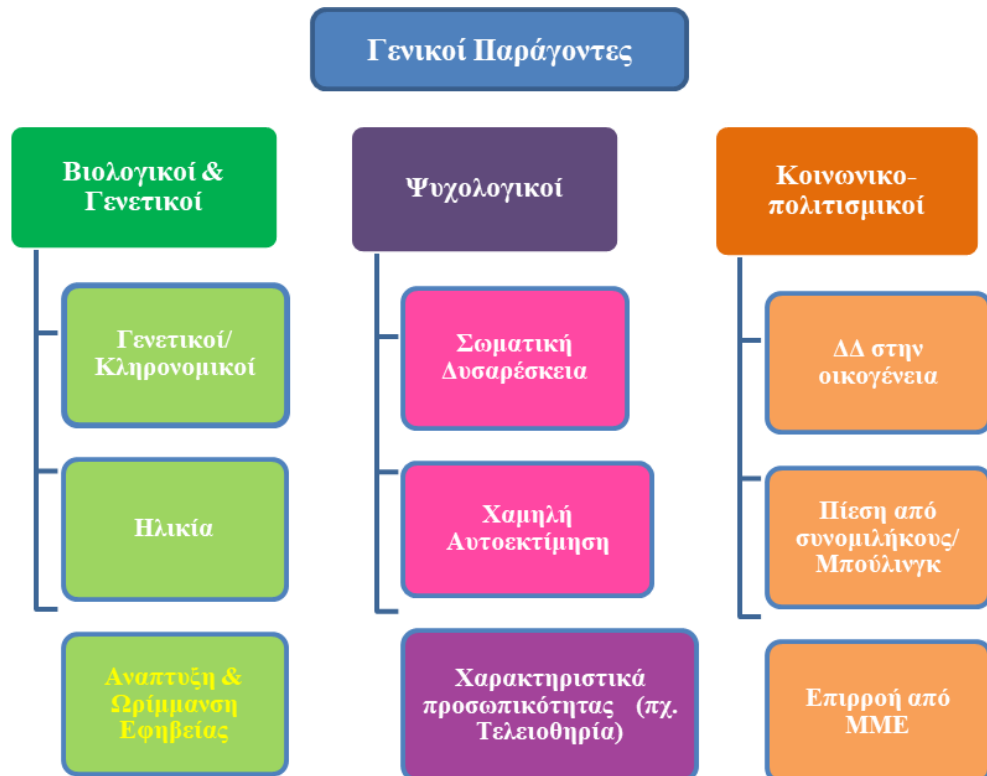 Γενικοί Παράγοντες
Βιολογικοί &
Γενετικοί
Γενετικοί/
Κληρονομικοί
Ηλικία
Αναπτυξη &
Ωρίμμανση
Εφηβείας
Ψυχολογικοί
Σωματική
Δυσαρέσκεια
Χαμηλή
Αυτοεκτίμηση
Χαρακτηριστικά
προσωπικότητας (πχ.
Τελειοθηρία)
Κοινωνικο-
πολιτισμικοί
ΔΔ στην
οικογένεια
Πίεση από
συνομιλήκους/
Μπούλινγκ
Επιρροή από
ΜΜΕ